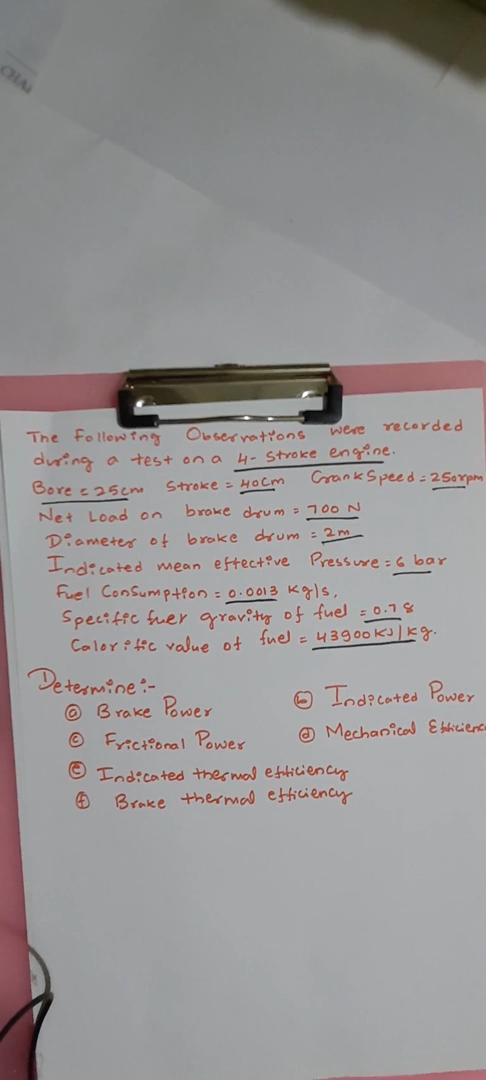 CHAI
The Following Observations were recorded
during a test on a 4-Stroke engine.
Bore = 25cm Stroke = 40cm Crank Speed = 250rpm
Net Load on brake drum = 700 N
Diameter of brake drum = 2m
Indicated mean effective Pressure = 6 bar
Fuel Consumption = 0.0013 kg/s,
Specific fuer gravity of fuel = 0.78
Calorific value of fuel = 43900KJ/kg.
Determine :-
(a) Brake Power (b) Indicated Power
(c) Frictional Power (d) Mechanical Efficienc
(e) Indicated thermal efficiency
(f) Brake thermal efficiency